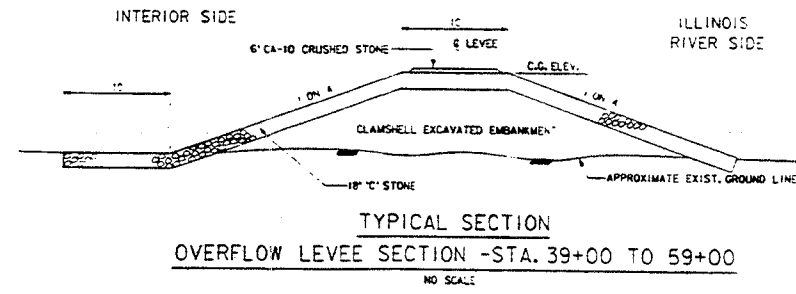 INTERIOR SIDE
10
ILLINOIS
RIVER SIDE
6" CA-10 CRUSHED STONE
℄ LEVEE
C.G. ELEV.
10
1 ON 4
1 ON 4
CLAMSHELL EXCAVATED EMBANKMENT
18" "C" STONE
APPROXIMATE EXIST. GROUND LINE
TYPICAL SECTION
OVERFLOW LEVEE SECTION -STA. 39+00 TO 59+00
NO SCALE